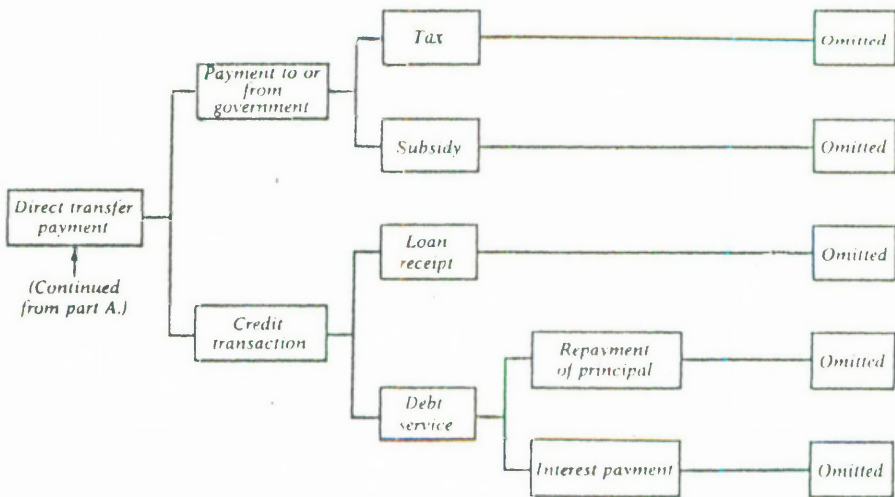 Tax
Omitted
Payment to or
from
government
Subsidy
Omitted
Direct transfer
payment
(Continued
from part A.)
Loan
receipt
Omitted
Credit
transaction
Repayment
of principal
Omitted
Debt
service
Interest payment
Omitted